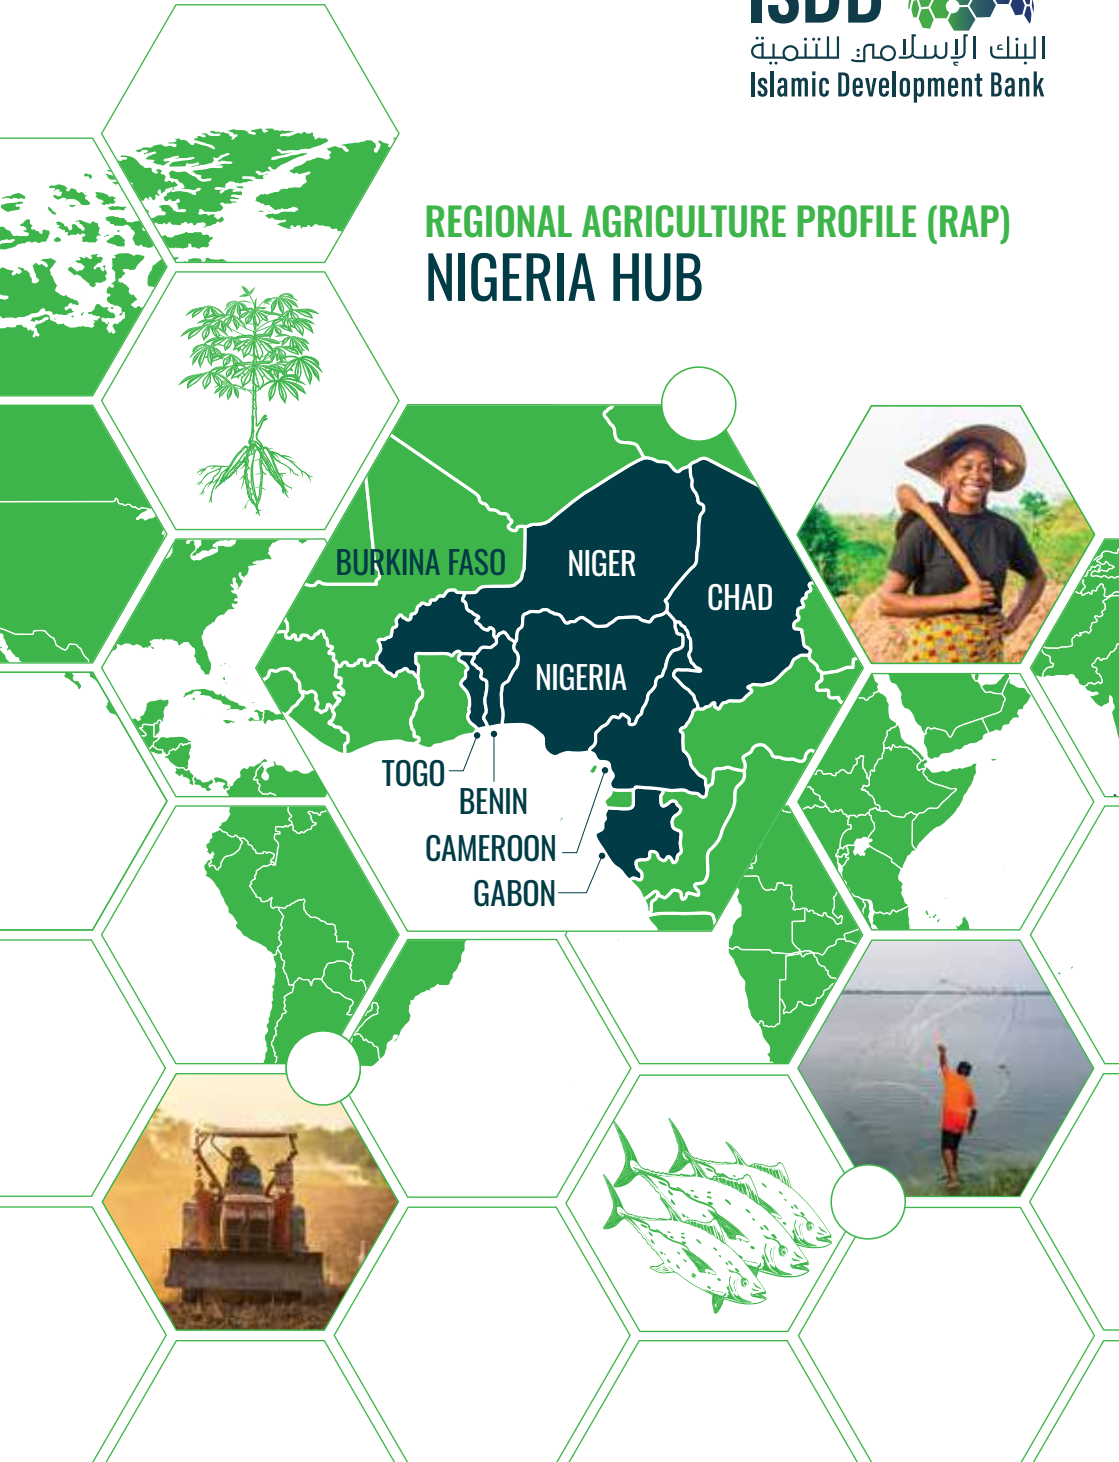 IsDB
البنك الإسلامي للتنمية
Islamic Development Bank
REGIONAL AGRICULTURE PROFILE (RAP)
NIGERIA HUB
BURKINA FASO
NIGER
CHAD
NIGERIA
TOGO
BENIN
CAMEROON
GABON